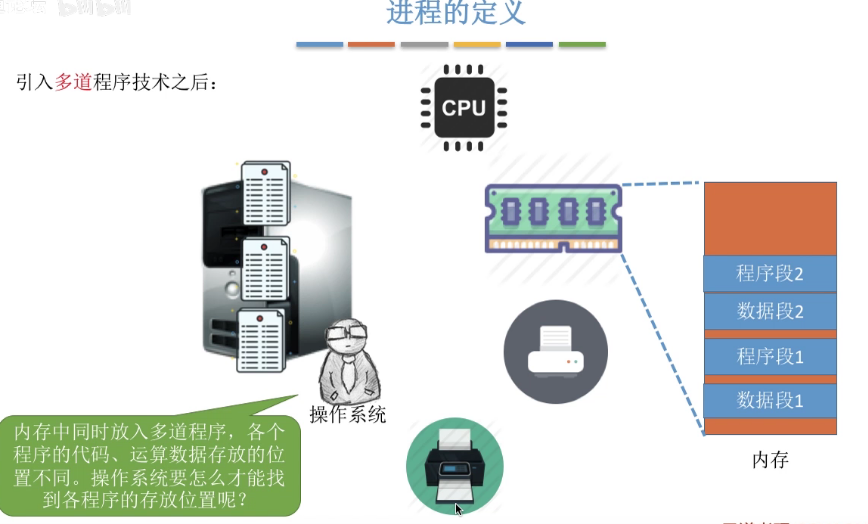 进程的定义
引入多道程序技术之后：
CPU
程序段2
数据段2
程序段1
数据段1
内存
操作系统
内存中同时放入多道程序，各个
程序的代码、运算数据存放的位
置不同。操作系统要怎么才能找
到各程序的存放位置呢？